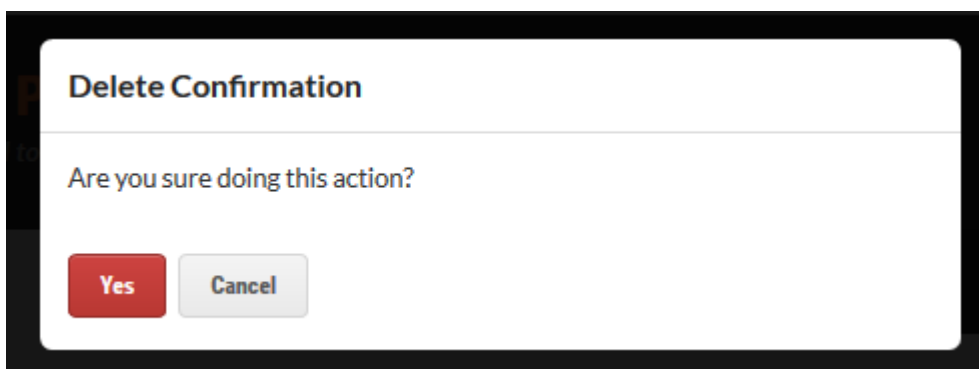 Delete Confirmation
Are you sure doing this action?
Yes
Cancel